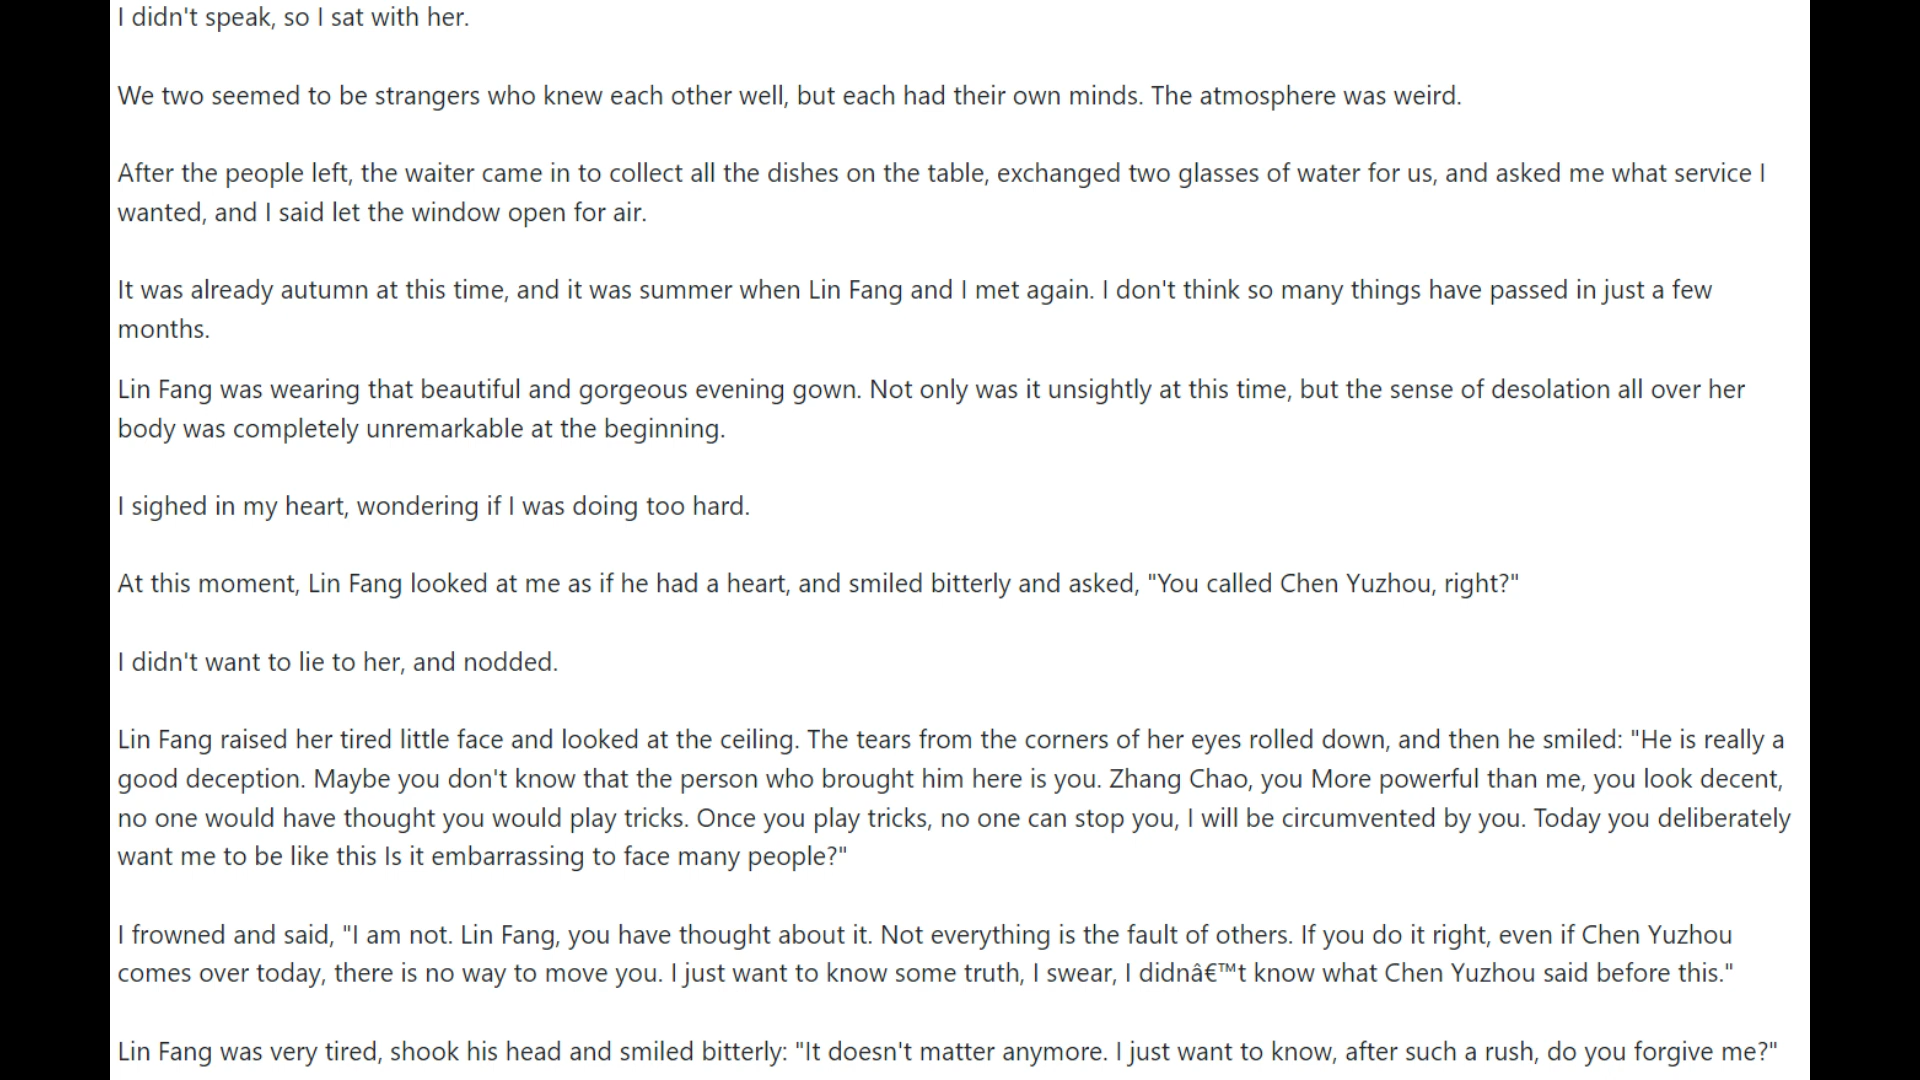 I didn't speak, so I sat with her.
We two seemed to be strangers who knew each other well, but each had their own minds. The atmosphere was weird.
After the people left, the waiter came in to collect all the dishes on the table, exchanged two glasses of water for us, and asked me what service I
wanted, and I said let the window open for air.
It was already autumn at this time, and it was summer when Lin Fang and I met again. I don't think so many things have passed in just a few
months.
Lin Fang was wearing that beautiful and gorgeous evening gown. Not only was it unsightly at this time, but the sense of desolation all over her
body was completely unremarkable at the beginning.
I sighed in my heart, wondering if I was doing too hard.
At this moment, Lin Fang looked at me as if he had a heart, and smiled bitterly and asked, "You called Chen Yuzhou, right?"
I didn't want to lie to her, and nodded.
Lin Fang raised her tired little face and looked at the ceiling. The tears from the corners of her eyes rolled down, and then he smiled: "He is really a
good deception. Maybe you don't know that the person who brought him here is you. Zhang Chao, you More powerful than me, you look decent,
no one would have thought you would play tricks. Once you play tricks, no one can stop you, I will be circumvented by you. Today you deliberately
want me to be like this Is it embarrassing to face many people?"
I frowned and said, "I am not. Lin Fang, you have thought about it. Not everything is the fault of others. If you do it right, even if Chen Yuzhou
comes over today, there is no way to move you. I just want to know some truth, I swear, I didnâ€™t know what Chen Yuzhou said before this."
Lin Fang was very tired, shook his head and smiled bitterly: "It doesn't matter anymore. I just want to know, after such a rush, do you forgive me?"